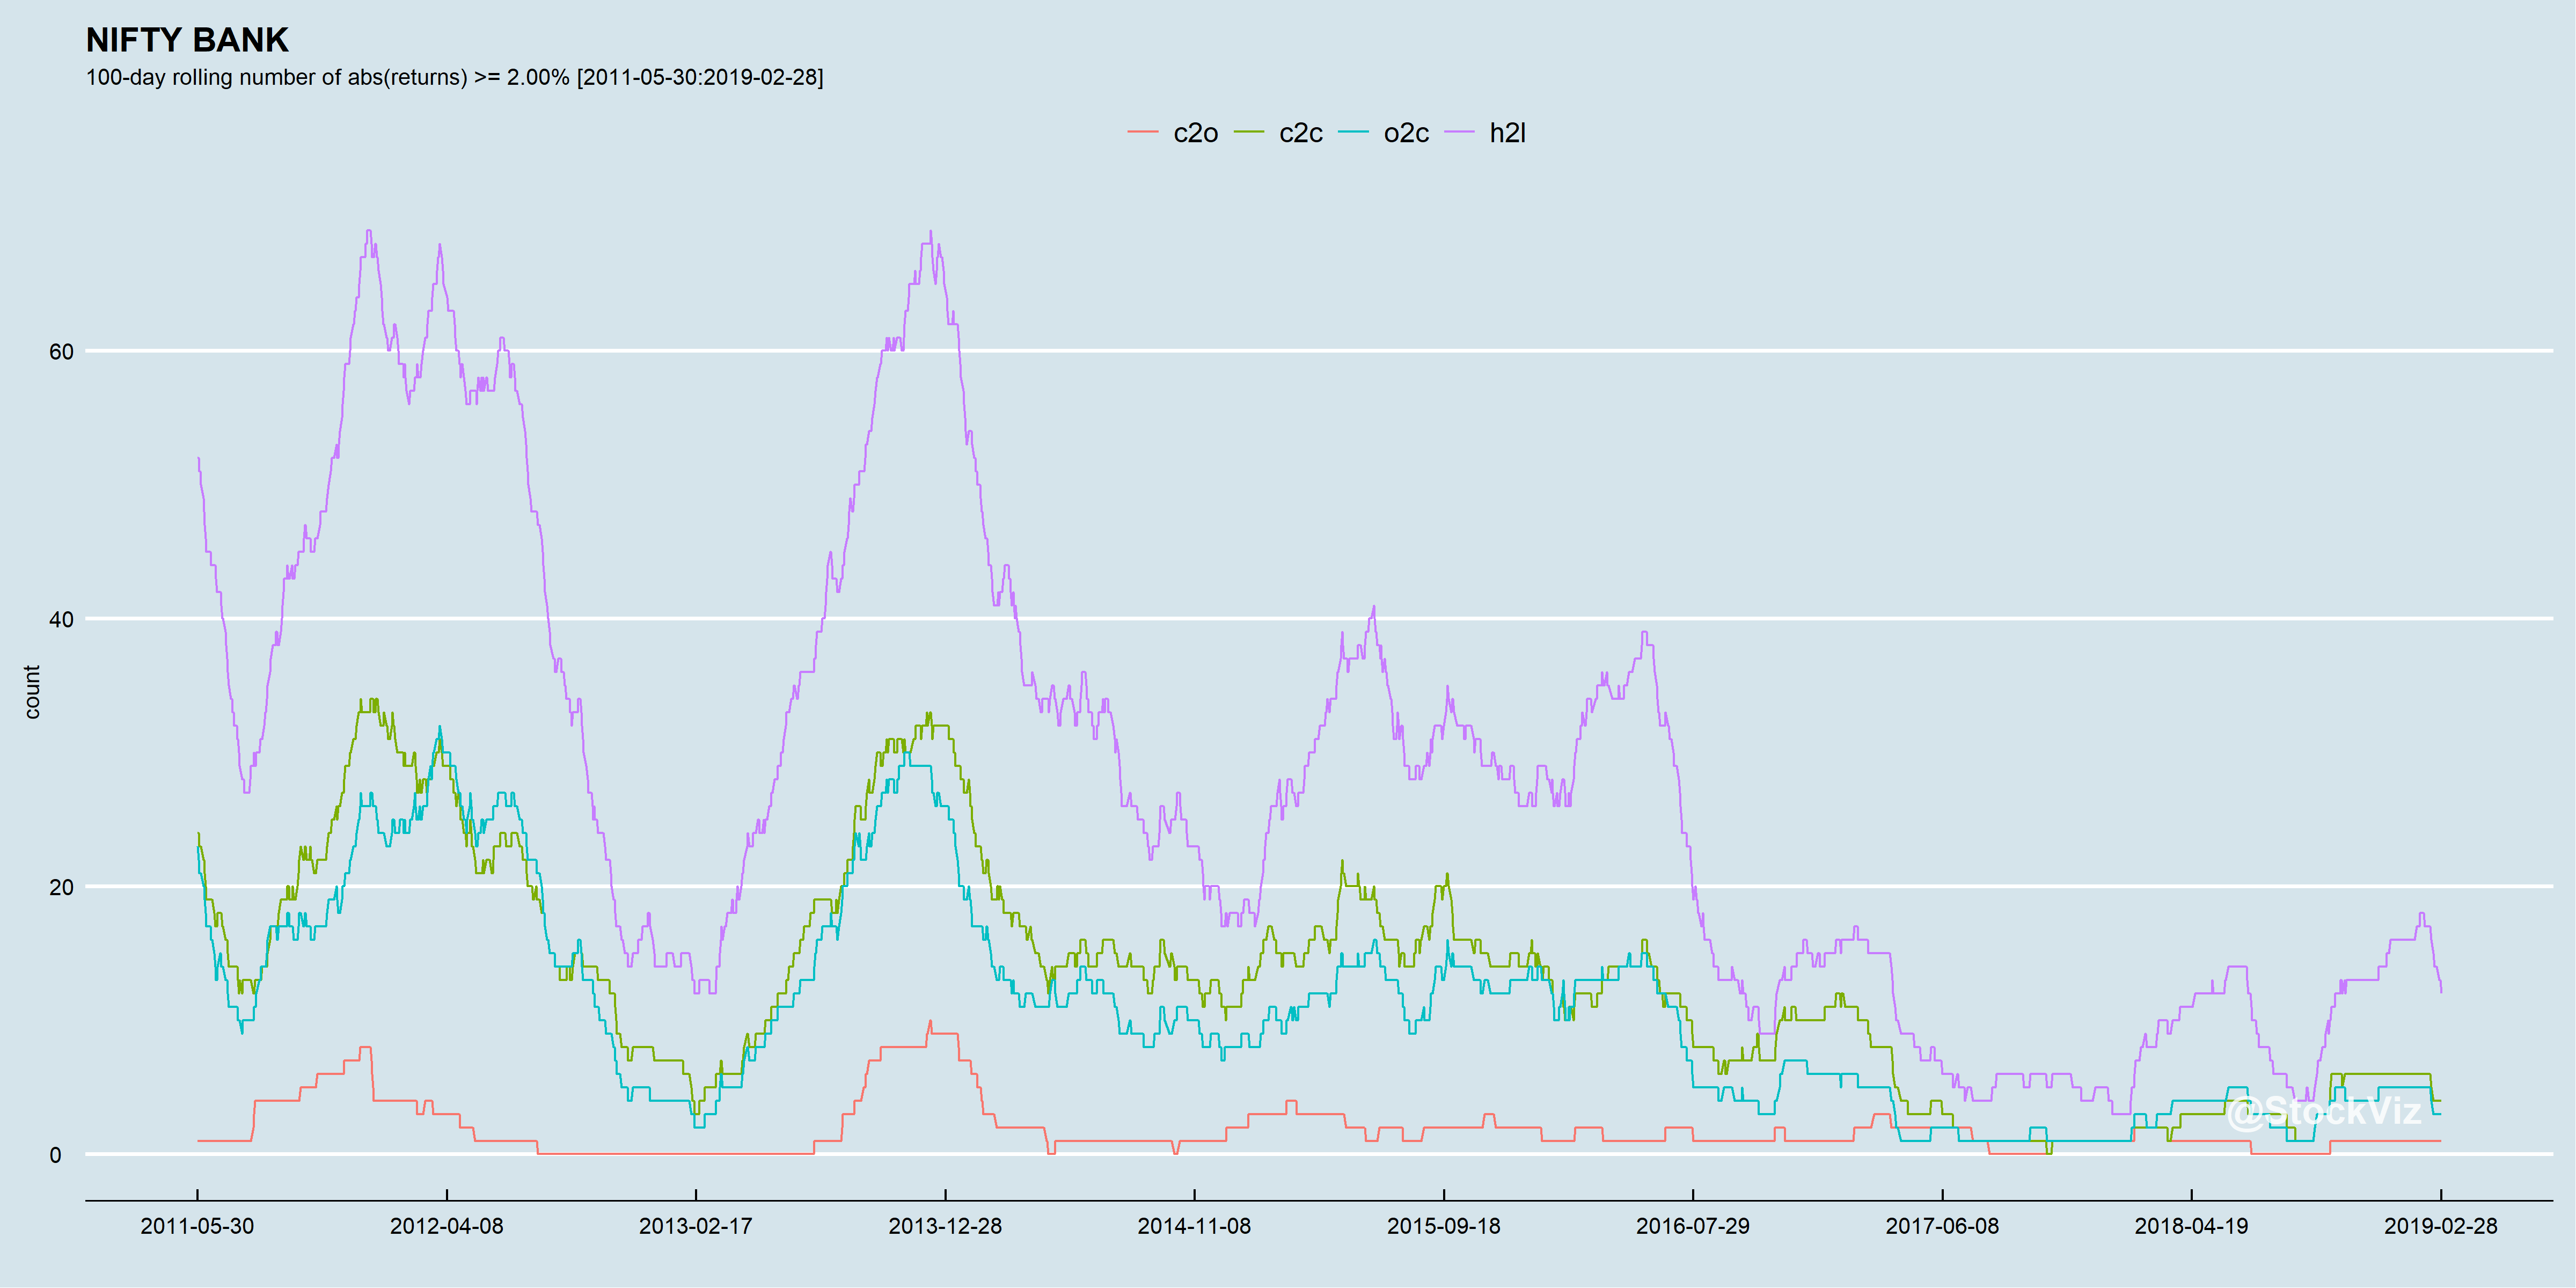 NIFTY BANK
100-day rolling number of abs(returns) >= 2.00% [2011-05-30:2019-02-28]
c2o c2c o2c h2l
60
40
20
0
count
@StockViz
2011-05-30 2012-04-08 2013-02-17 2013-12-28 2014-11-08 2015-09-18 2016-07-29 2017-06-08 2018-04-19 2019-02-28